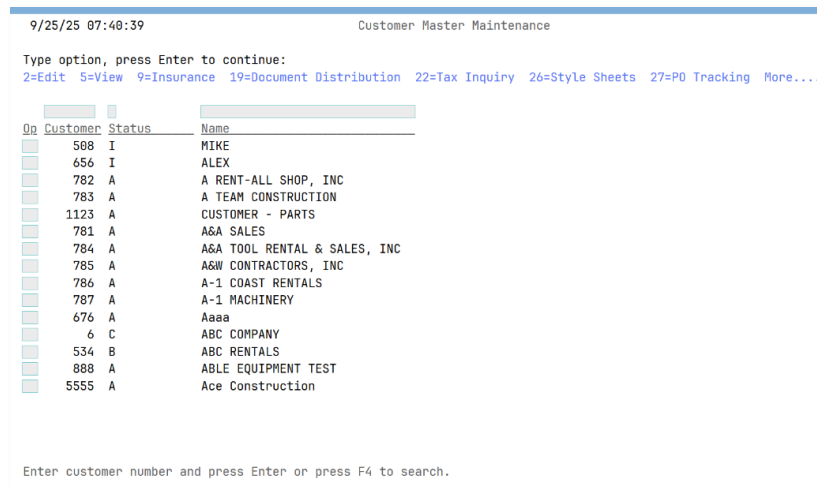 9/25/25 07:40:39 Customer Master Maintenance
Type option, press Enter to continue:
2=Edit 5=View 9=Insurance 19=Document Distribution 22=Tax Inquiry 26=Style Sheets 27=PO Tracking More...
Op Customer Status Name
508 I MIKE
656 I ALEX
782 A A RENT-ALL SHOP, INC
783 A A TEAM CONSTRUCTION
1123 A CUSTOMER - PARTS
781 A A&A SALES
784 A A&A TOOL RENTAL & SALES, INC
785 A A&W CONTRACTORS, INC
786 A A-1 COAST RENTALS
787 A A-1 MACHINERY
676 A Aaaa
6 C ABC COMPANY
534 B ABC RENTALS
888 A ABLE EQUIPMENT TEST
5555 A Ace Construction
Enter customer number and press Enter or press F4 to search.